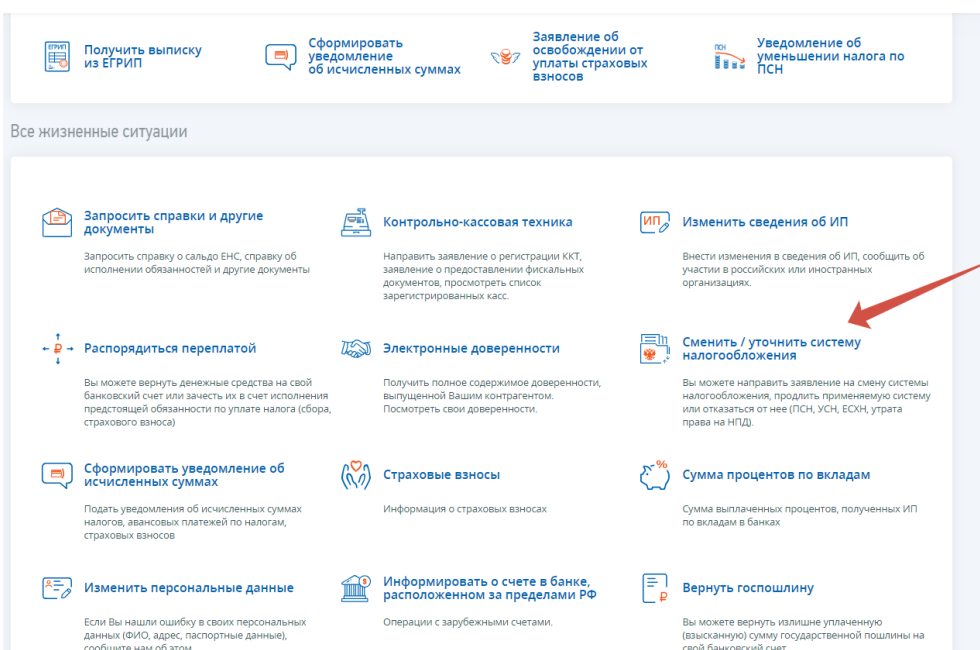 ЕГРИП
Получить выписку
из ЕГРИП
Сформировать
уведомление
об исчисленных суммах
Заявление об
освобождении от
уплаты страховых
взносов
ПСН
Уведомление об
уменьшении налога по
ПСН
Все жизненные ситуации
Запросить справки и другие
документы
Запросить справку о сальдо ЕНС, справку об
исполнении обязанностей и другие документы
Контрольно-кассовая техника
Направить заявление о регистрации ККТ,
заявление о предоставлении фискальных
документов, просмотреть список
зарегистрированных касс.
ИП
Изменить сведения об ИП
Внести изменения в сведения об ИП, сообщить об
участии в российских или иностранных
организациях.
Распорядиться переплатой
Вы можете вернуть денежные средства на свой
банковский счет или зачесть их в счет исполнения
предстоящей обязанности по уплате налога (сбора,
страхового взноса)
Электронные доверенности
Получить полное содержимое доверенности,
выпущенной Вашим контрагентом.
Посмотреть свои доверенности.
Сменить / уточнить систему
налогообложения
Вы можете направить заявление на смену системы
налогообложения, продлить применяемую систему
или отказаться от нее (ПСН, УСН, ЕСХН, утрата
права на НПД).
Сформировать уведомление об
исчисленных суммах
Подать уведомления об исчисленных суммах
налогов, авансовых платежей по налогам,
страховых взносов
Страховые взносы
Информация о страховых взносах
%
Сумма процентов по вкладам
Сумма выплаченных процентов, полученных ИП
по вкладам в банках
Изменить персональные данные
Если Вы нашли ошибку в своих персональных
данных (ФИО, адрес, паспортные данные),
сообщите нам об этом
Информировать о счете в банке,
расположенном за пределами РФ
Операции с зарубежными счетами.
Вернуть госпошлину
Вы можете вернуть излишне уплаченную
(взысканную) сумму государственной пошлины на
свой банковский счет